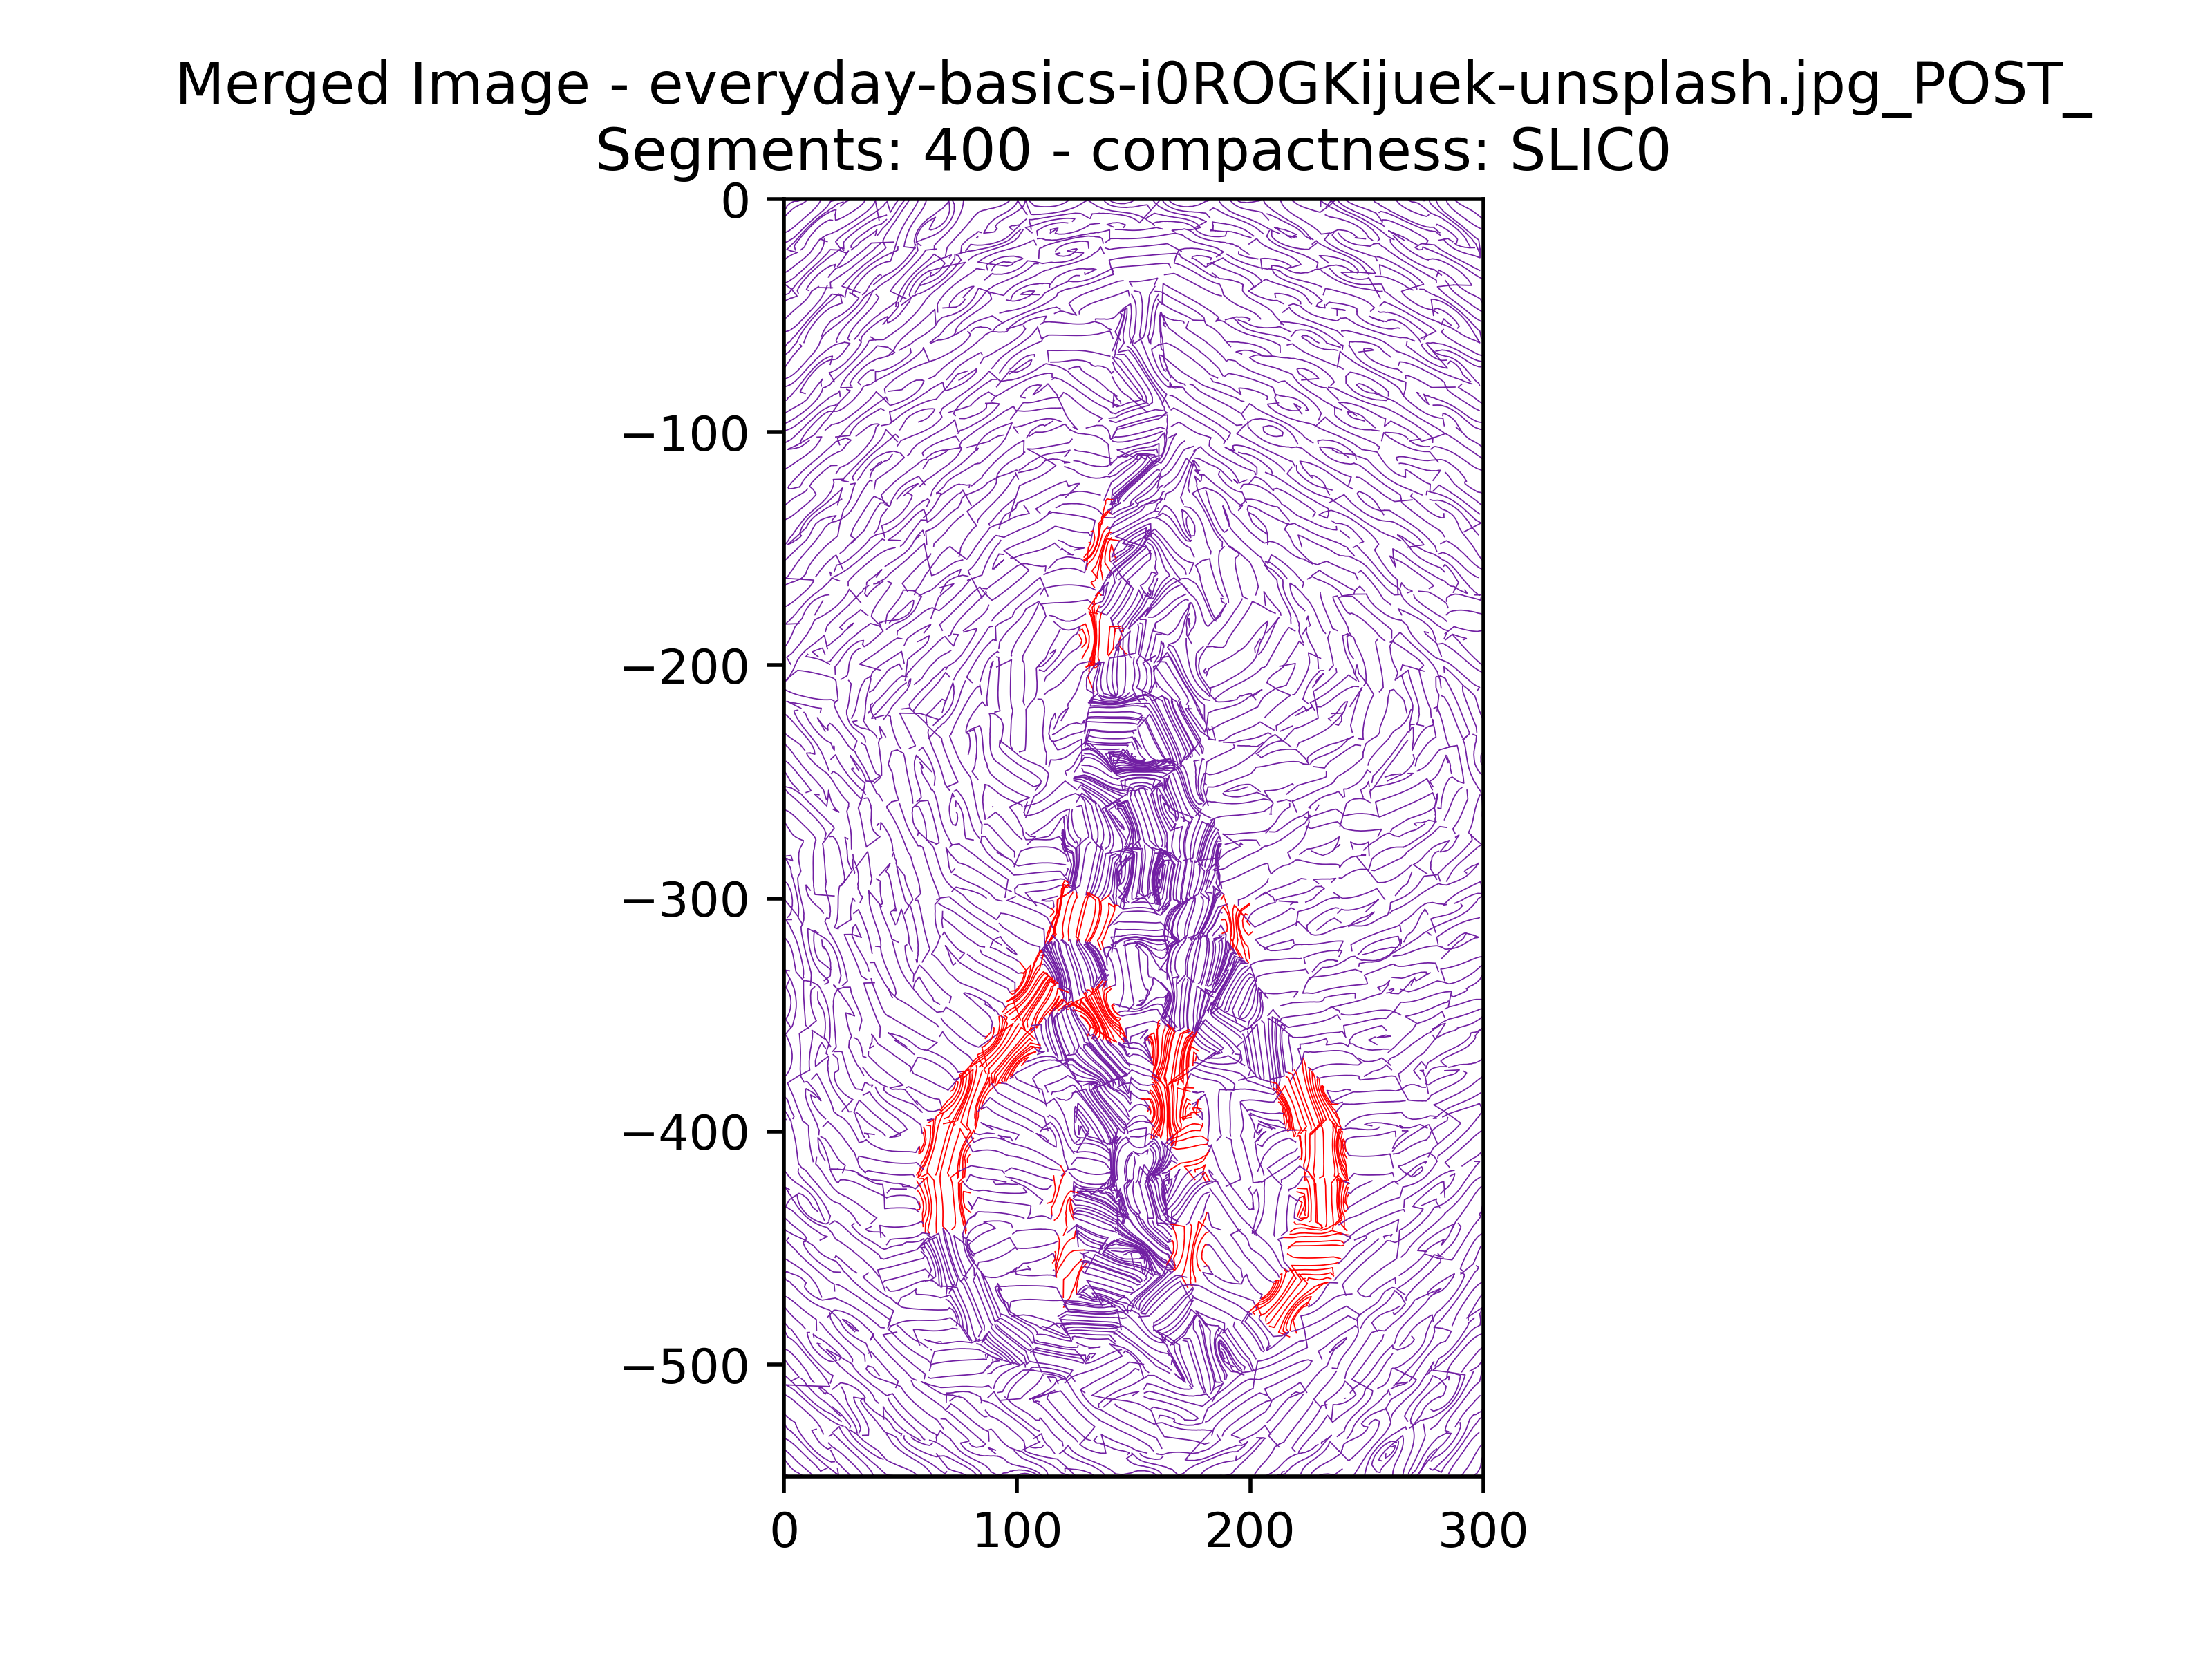 Merged Image - everyday-basics-i0ROGKijuek-unsplash.jpg_POST_
Segments: 400 - compactness: SLIC0
0
−100
−200
−300
−400
−500
0 100 200 300